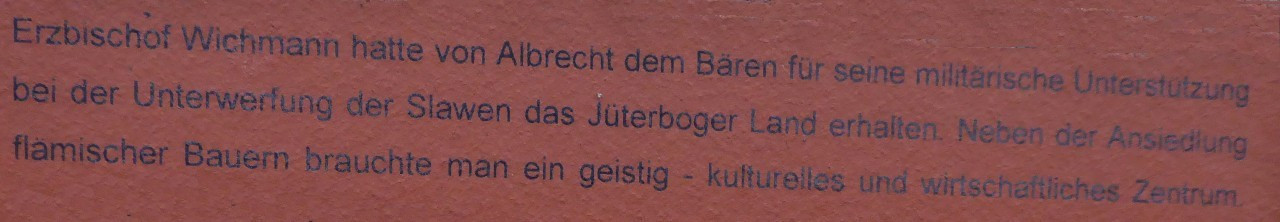 Erzbischof Wichmann hatte von Albrecht dem Bären für seine militärische Unterstützung
bei der Unterwerfung der Slawen das Jüterboger Land erhalten. Neben der Ansiedlung
flämischer Bauern brauchte man ein geistig - kulturelles und wirtschaftliches Zentrum.